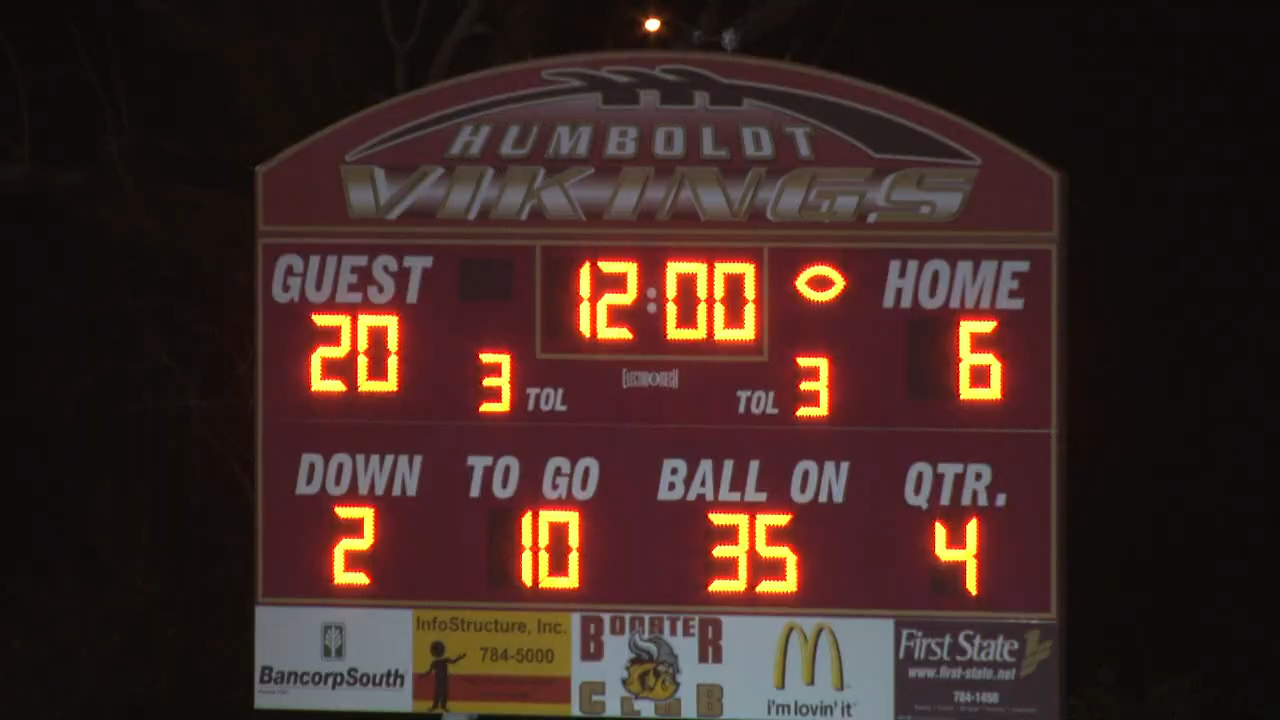 HUMBOLDT
VIKINGS
GUEST 12:00 HOME
20 6
3 TOL TOL 3
DOWN TO GO BALL ON QTR.
2 10 35 4
BancorpSouth
InfoStructure, Inc.
784-5000
BOOSTER
CLUB
i'm lovin' it
First State
www.first-state.net
784-1458